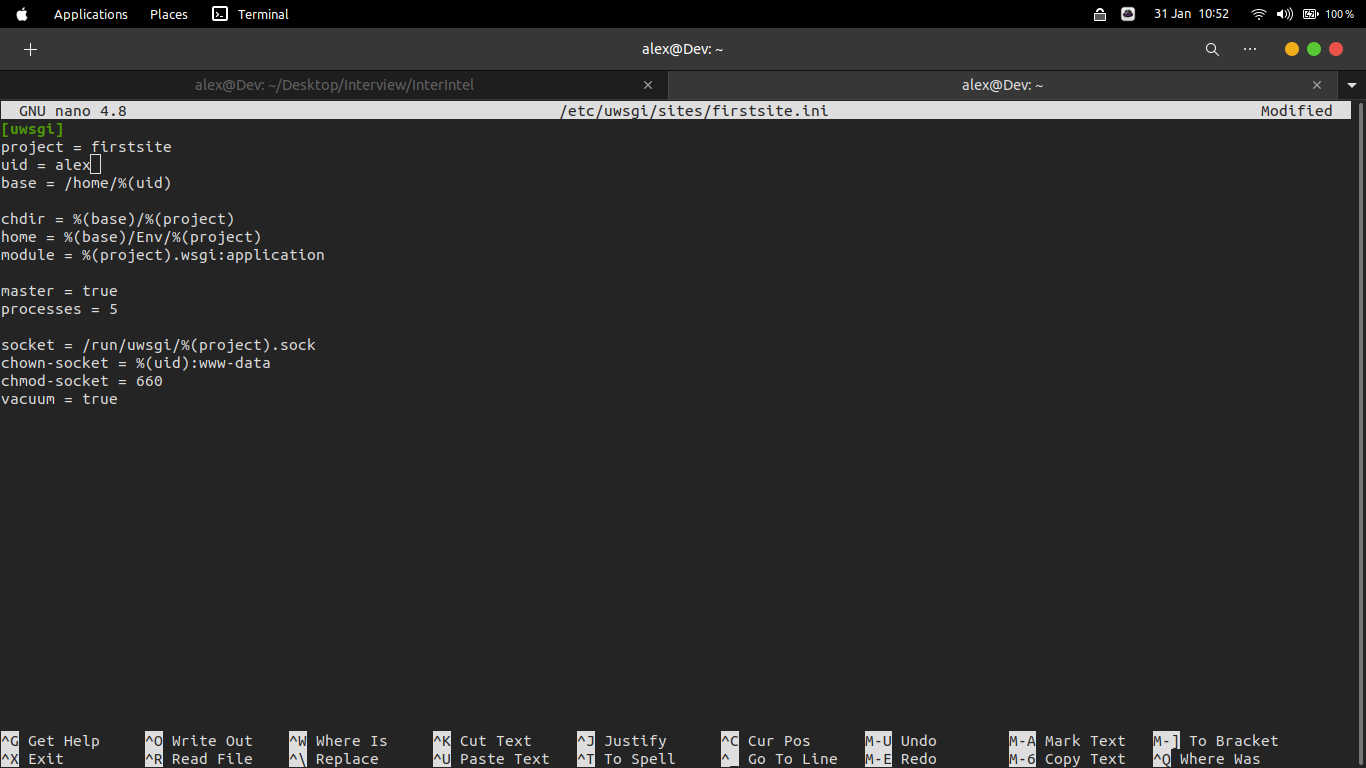 Applications Places Terminal 31 Jan 10:52 100 %
alex@Dev: ~
alex@Dev: ~/Desktop/Interview/InterIntel alex@Dev: ~
GNU nano 4.8 /etc/uwsgi/sites/firstsite.ini Modified
[uwsgi]
project = firstsite
uid = alex
base = /home/%(uid)
chdir = %(base)/%(project)
home = %(base)/Env/%(project)
module = %(project).wsgi:application
master = true
processes = 5
socket = /run/uwsgi/%(project).sock
chown-socket = %(uid):www-data
chmod-socket = 660
vacuum = true
^G Get Help ^O Write Out ^W Where Is ^K Cut Text ^J Justify ^C Cur Pos M-U Undo M-A Mark Text M-] To Bracket
^X Exit ^R Read File ^\ Replace ^U Paste Text ^T To Spell ^_ Go To Line M-E Redo M-6 Copy Text ^Q Where Was